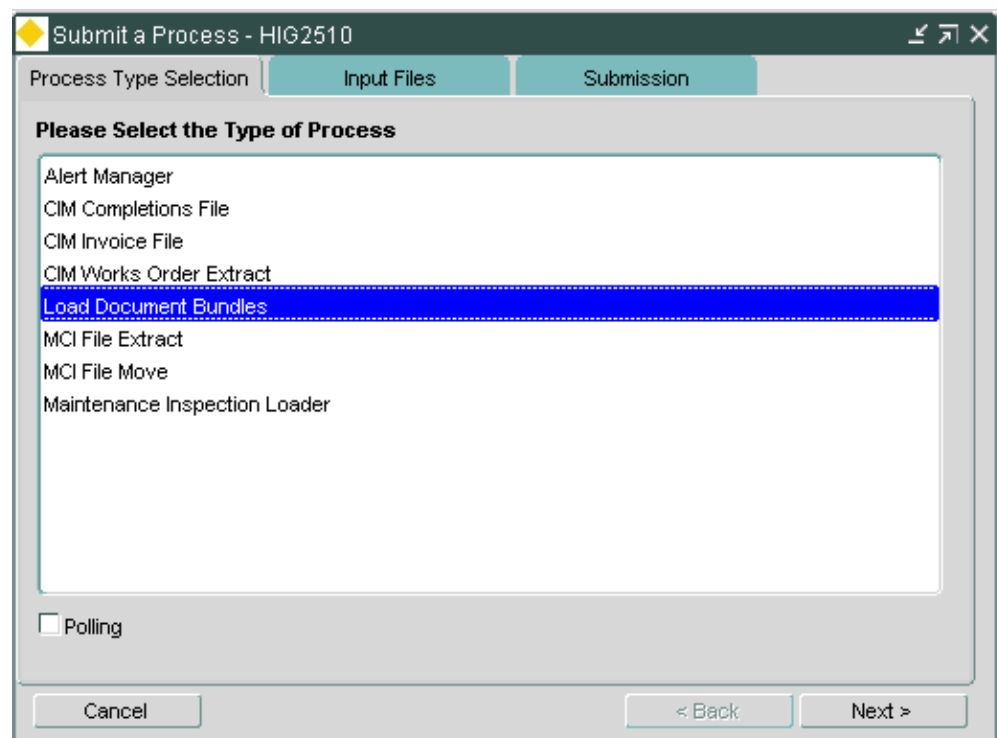 Submit a Process - HIG2510
Process Type Selection Input Files Submission
Please Select the Type of Process
Alert Manager
CIM Completions File
CIM Invoice File
CIM Works Order Extract
Load Document Bundles
MCI File Extract
MCI File Move
Maintenance Inspection Loader
Polling
Cancel < Back Next >